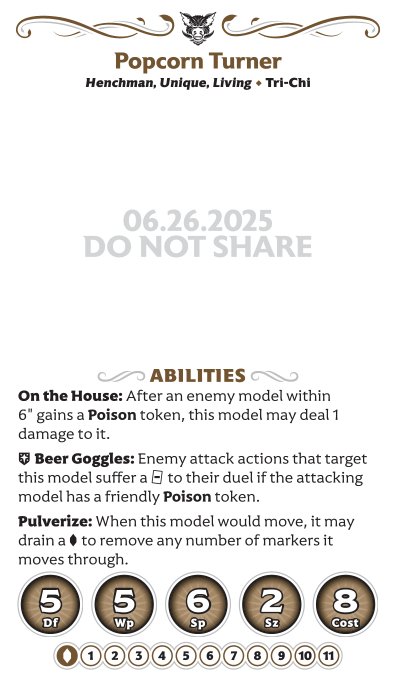 Popcorn Turner
Henchman, Unique, Living • Tri-Chi
06.26.2025
DO NOT SHARE
ABILITIES
On the House: After an enemy model within
6" gains a Poison token, this model may deal 1
damage to it.
Beer Goggles: Enemy attack actions that target
this model suffer a to their duel if the attacking
model has a friendly Poison token.
Pulverize: When this model would move, it may
drain a to remove any number of markers it
moves through.
5 5 6 2 8
Df Wp Sp Sz Cost
1 2 3 4 5 6 7 8 9 10 11